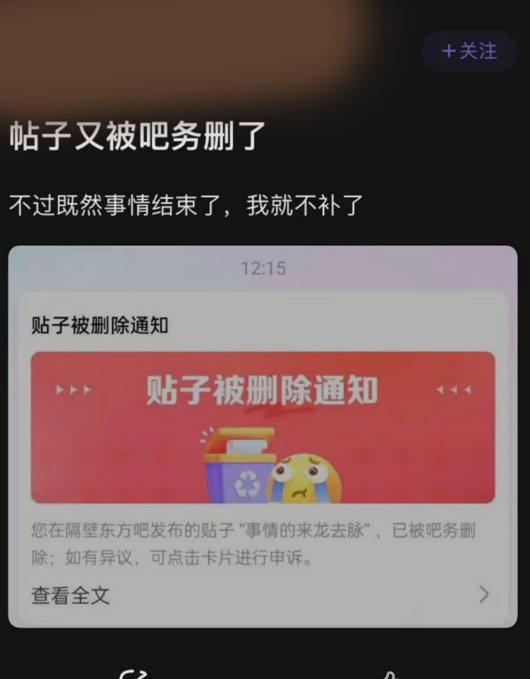 +关注
帖子又被吧务删了
不过既然事情结束了，我就不补了
12:15
贴子被删除通知
贴子被删除通知
您在隔壁东方吧发布的贴子“事情的来龙去脉”，已被吧务删
除；如有异议，可点击卡片进行申诉。
查看全文